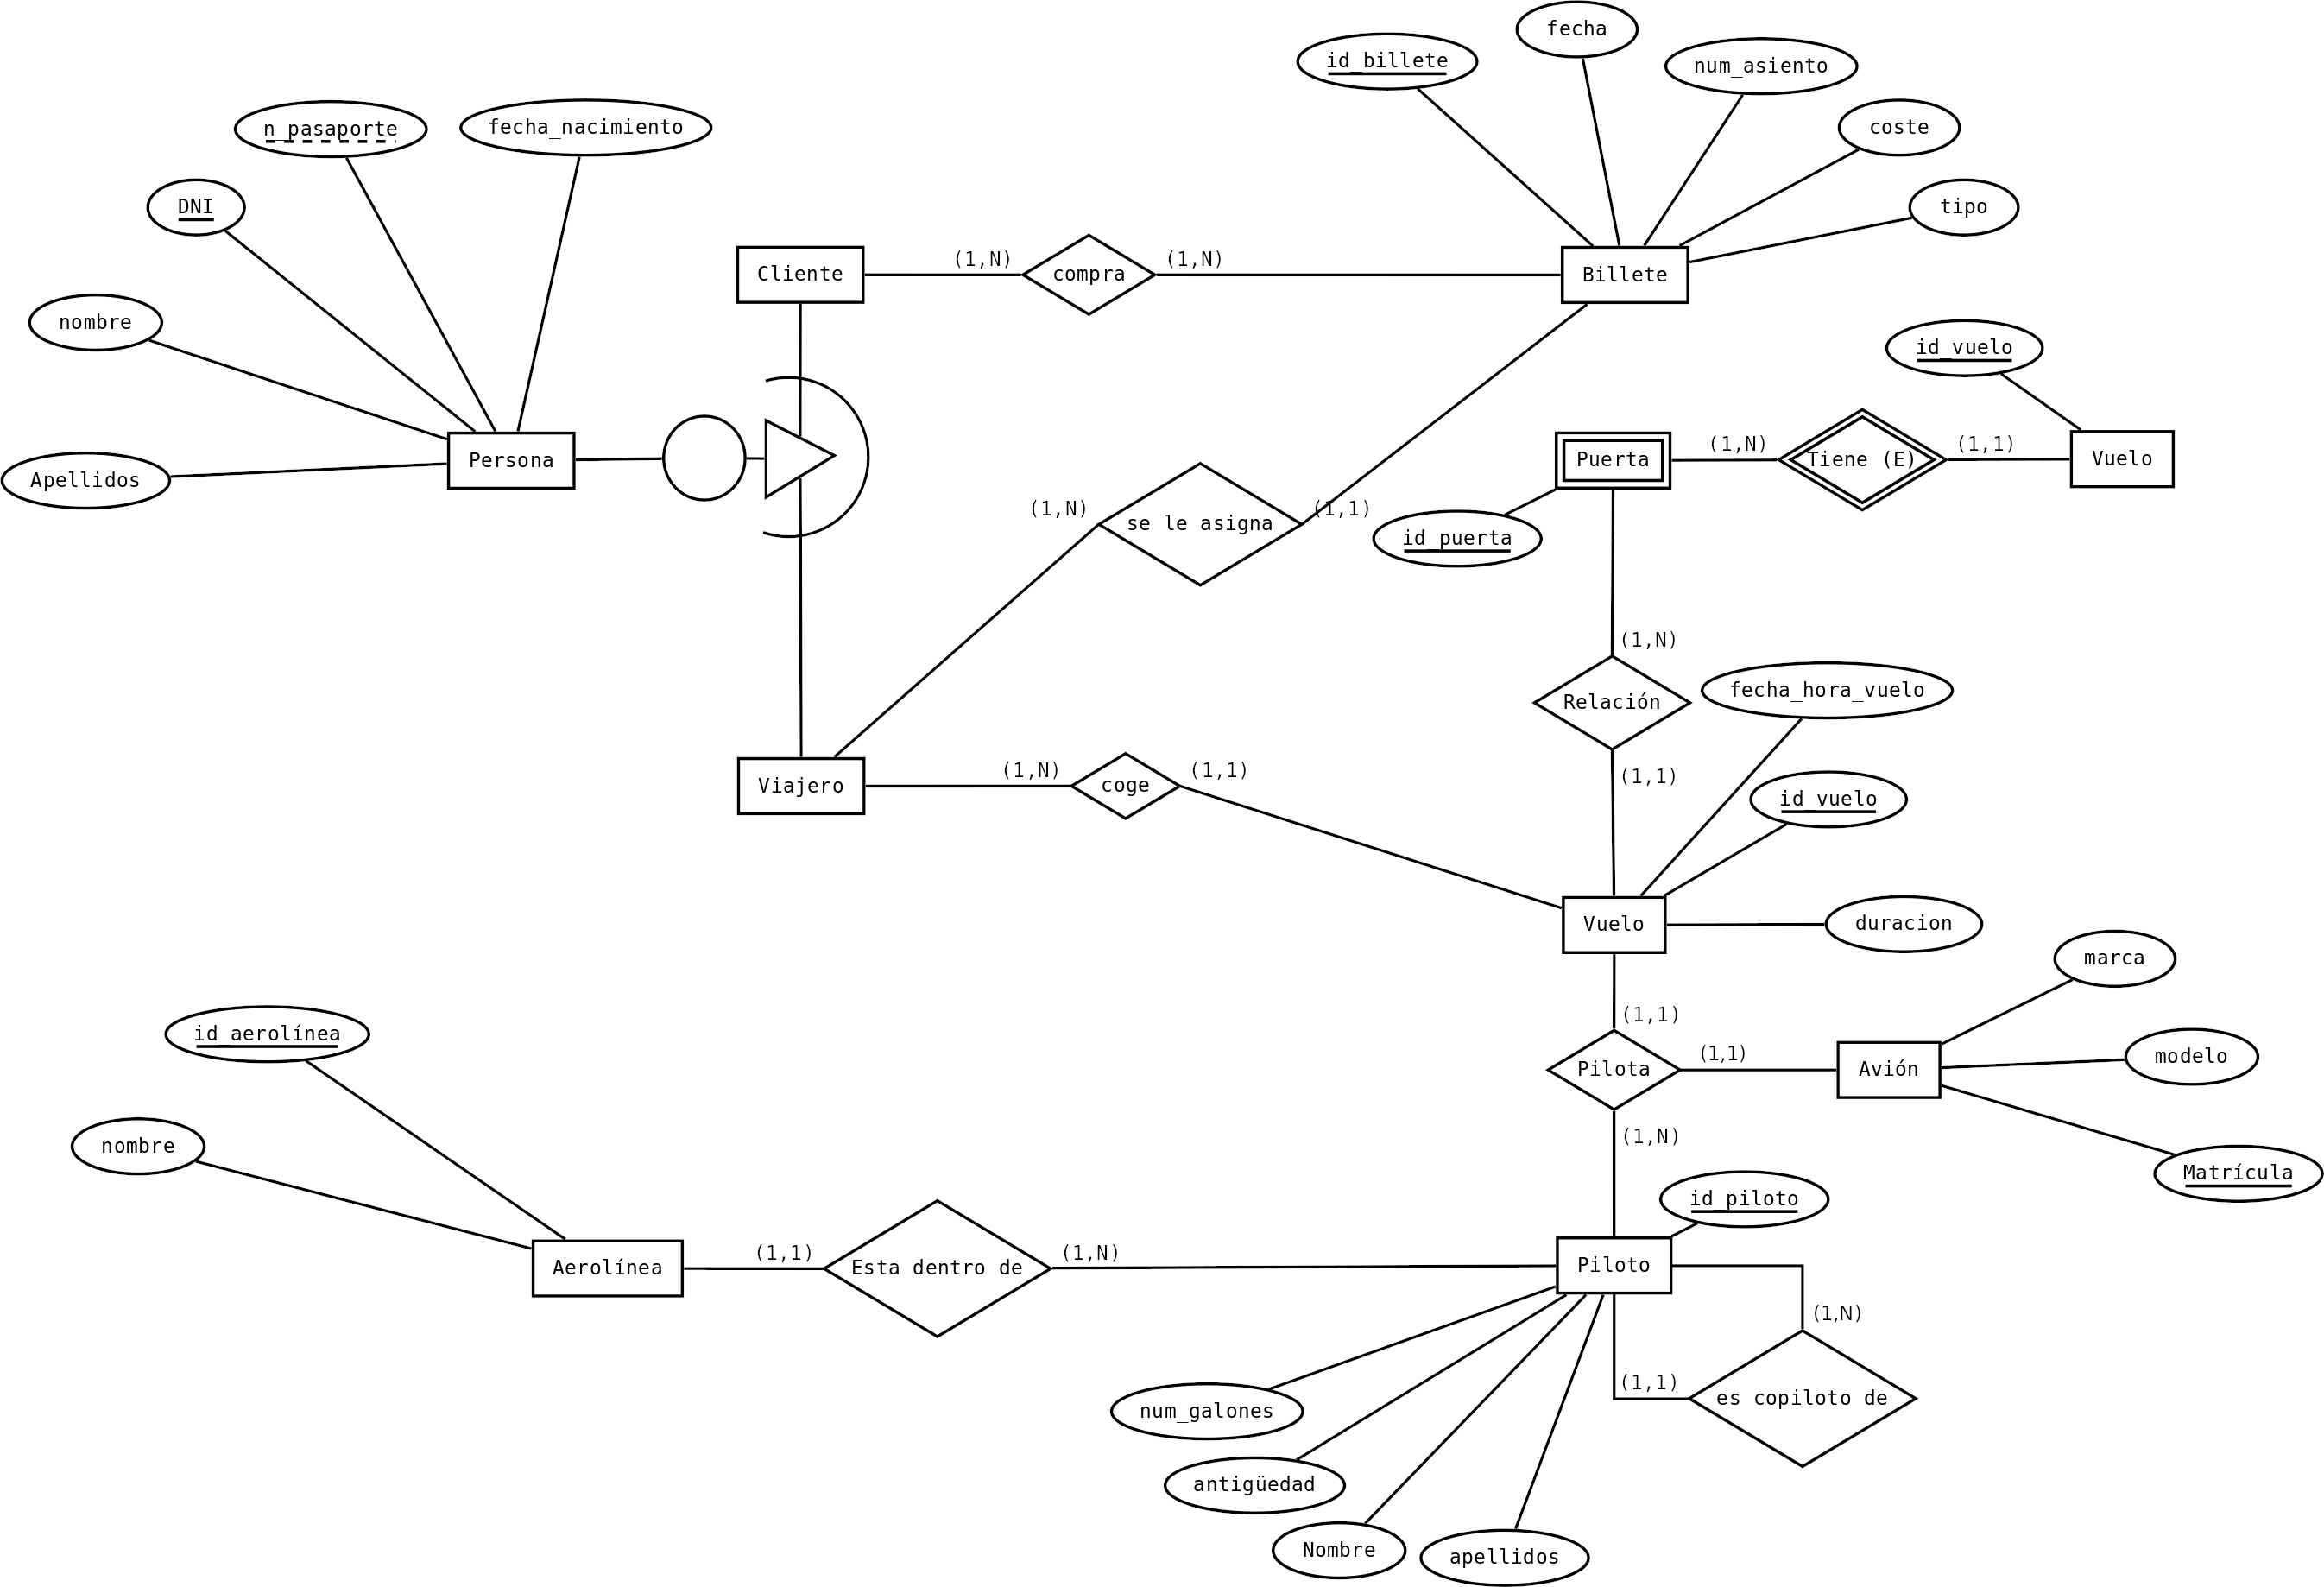 fecha
id_billete
num_asiento
n_pasaporte
fecha_nacimiento
coste
DNI
tipo
Cliente
(1,N)
compra
(1,N)
Billete
nombre
id_vuelo
Persona
Apellidos
Puerta
(1,N)
Tiene (E)
(1,1)
Vuelo
(1,N)
se le asigna
(1,1)
id_puerta
(1,N)
Relación
fecha_hora_vuelo
(1,1)
Viajero
(1,N)
coge
(1,1)
id_vuelo
Vuelo
duracion
marca
id_aerolínea
(1,1)
Pilota
(1,1)
Avión
modelo
nombre
(1,N)
Matrícula
id_piloto
Aerolínea
(1,1)
Esta dentro de
(1,N)
Piloto
(1,N)
(1,1)
es copiloto de
num_galones
antigüedad
Nombre
apellidos